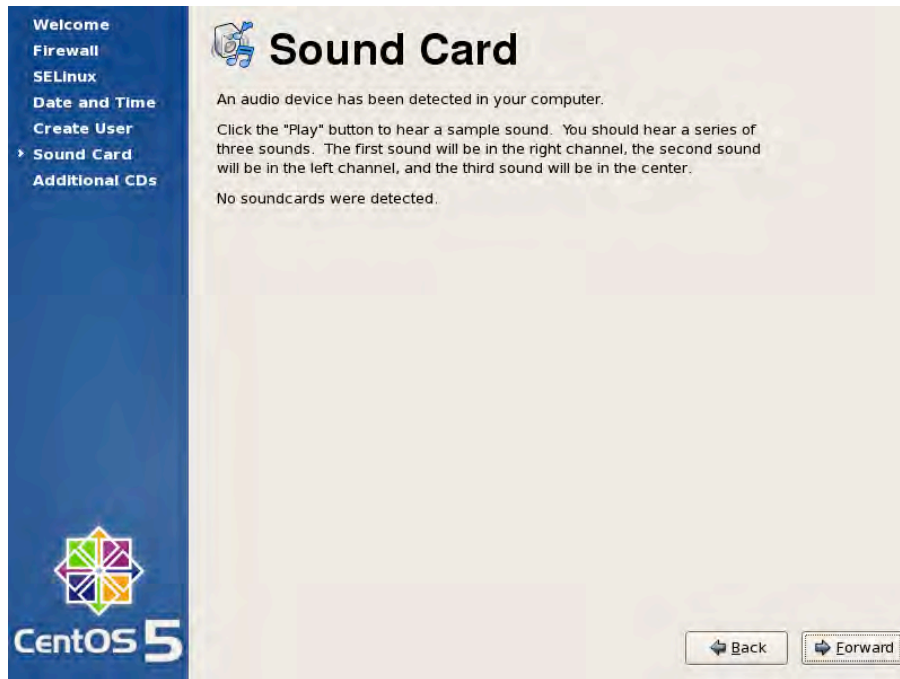 Welcome
Firewall
SELinux
Date and Time
Create User
Sound Card
Additional CDs
CentOS 5
Sound Card
An audio device has been detected in your computer.
Click the "Play" button to hear a sample sound.  You should hear a series of
three sounds.  The first sound will be in the right channel, the second sound
will be in the left channel, and the third sound will be in the center.
No soundcards were detected.
Back
Forward